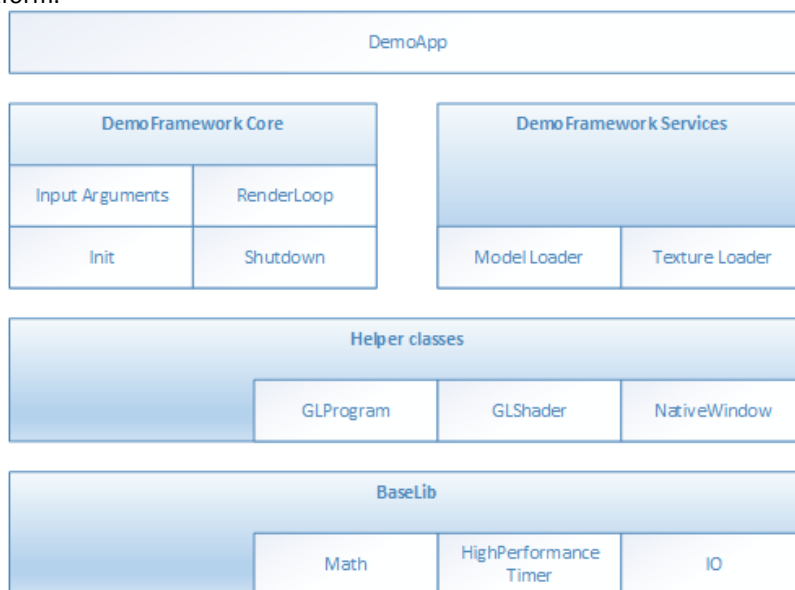 DemoApp
DemoFramework Core
DemoFramework Services
Input Arguments
RenderLoop
Init
Shutdown
Model Loader
Texture Loader
Helper classes
GLProgram
GLShader
NativeWindow
BaseLib
Math
HighPerformance
Timer
IO